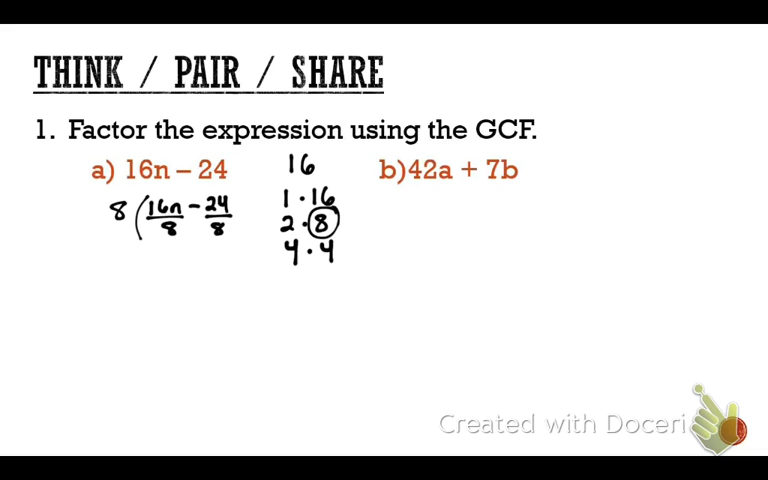 THINK / PAIR / SHARE
1. Factor the expression using the GCF.
a) 16n – 24
8 ( 16n/8 – 24/8
16
1 · 16
2 · 8
4 · 4
b)42a + 7b
Created with Doceri